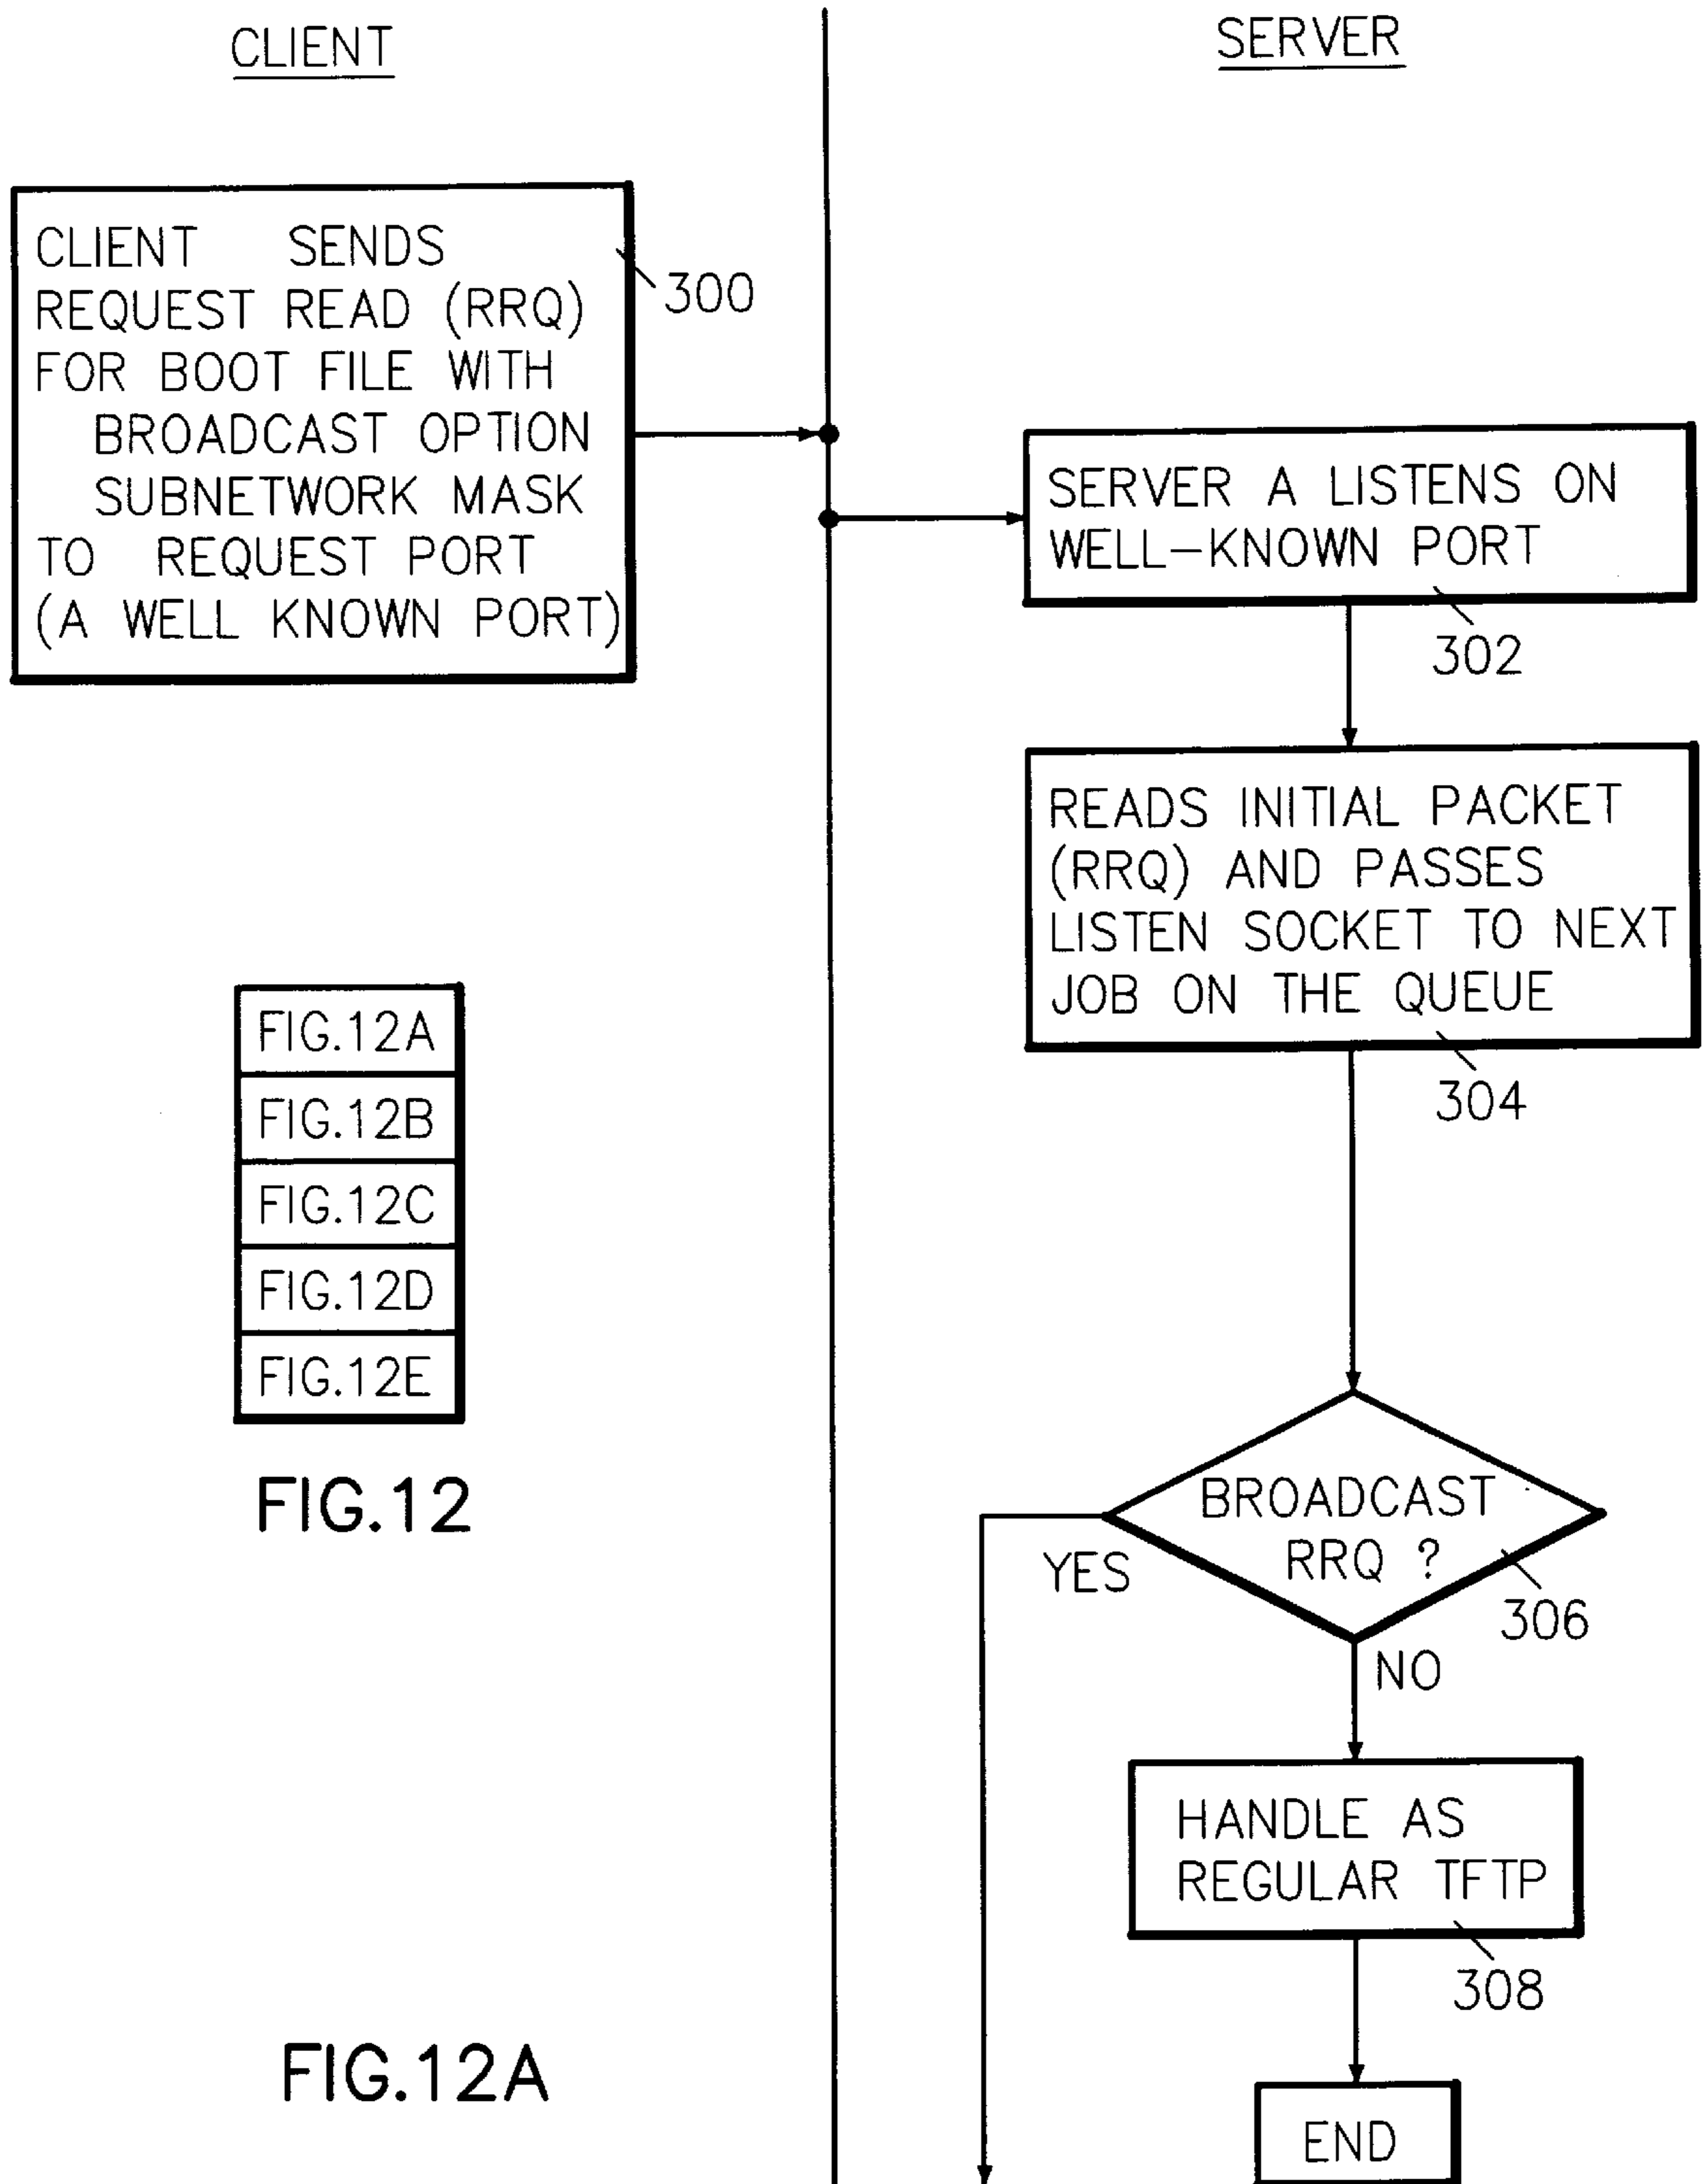 CLIENT
SERVER
CLIENT SENDS
REQUEST READ (RRQ)
FOR BOOT FILE WITH
BROADCAST OPTION
SUBNETWORK MASK
TO REQUEST PORT
(A WELL KNOWN PORT)
300
SERVER A LISTENS ON
WELL-KNOWN PORT
302
READS INITIAL PACKET
(RRQ) AND PASSES
LISTEN SOCKET TO NEXT
JOB ON THE QUEUE
304
FIG.12A
FIG.12B
FIG.12C
FIG.12D
FIG.12E
FIG.12
BROADCAST
RRQ ?
306
YES
NO
HANDLE AS
REGULAR TFTP
308
END
FIG.12A